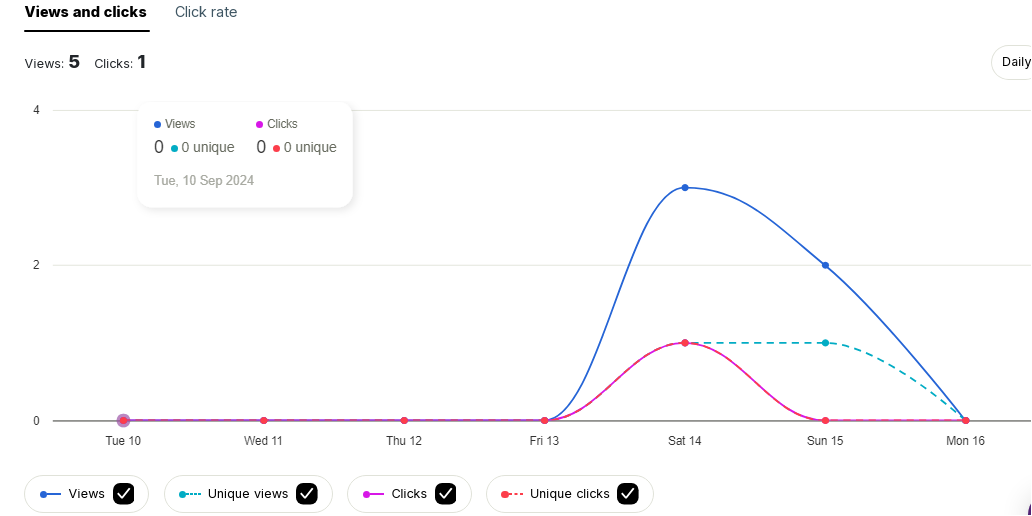 Views and clicks Click rate
Views: 5 Clicks: 1
Daily
4
Views Clicks
0 0 unique 0 0 unique
Tue, 10 Sep 2024
2
0
Tue 10 Wed 11 Thu 12 Fri 13 Sat 14 Sun 15 Mon 16
Views Unique views Clicks Unique clicks